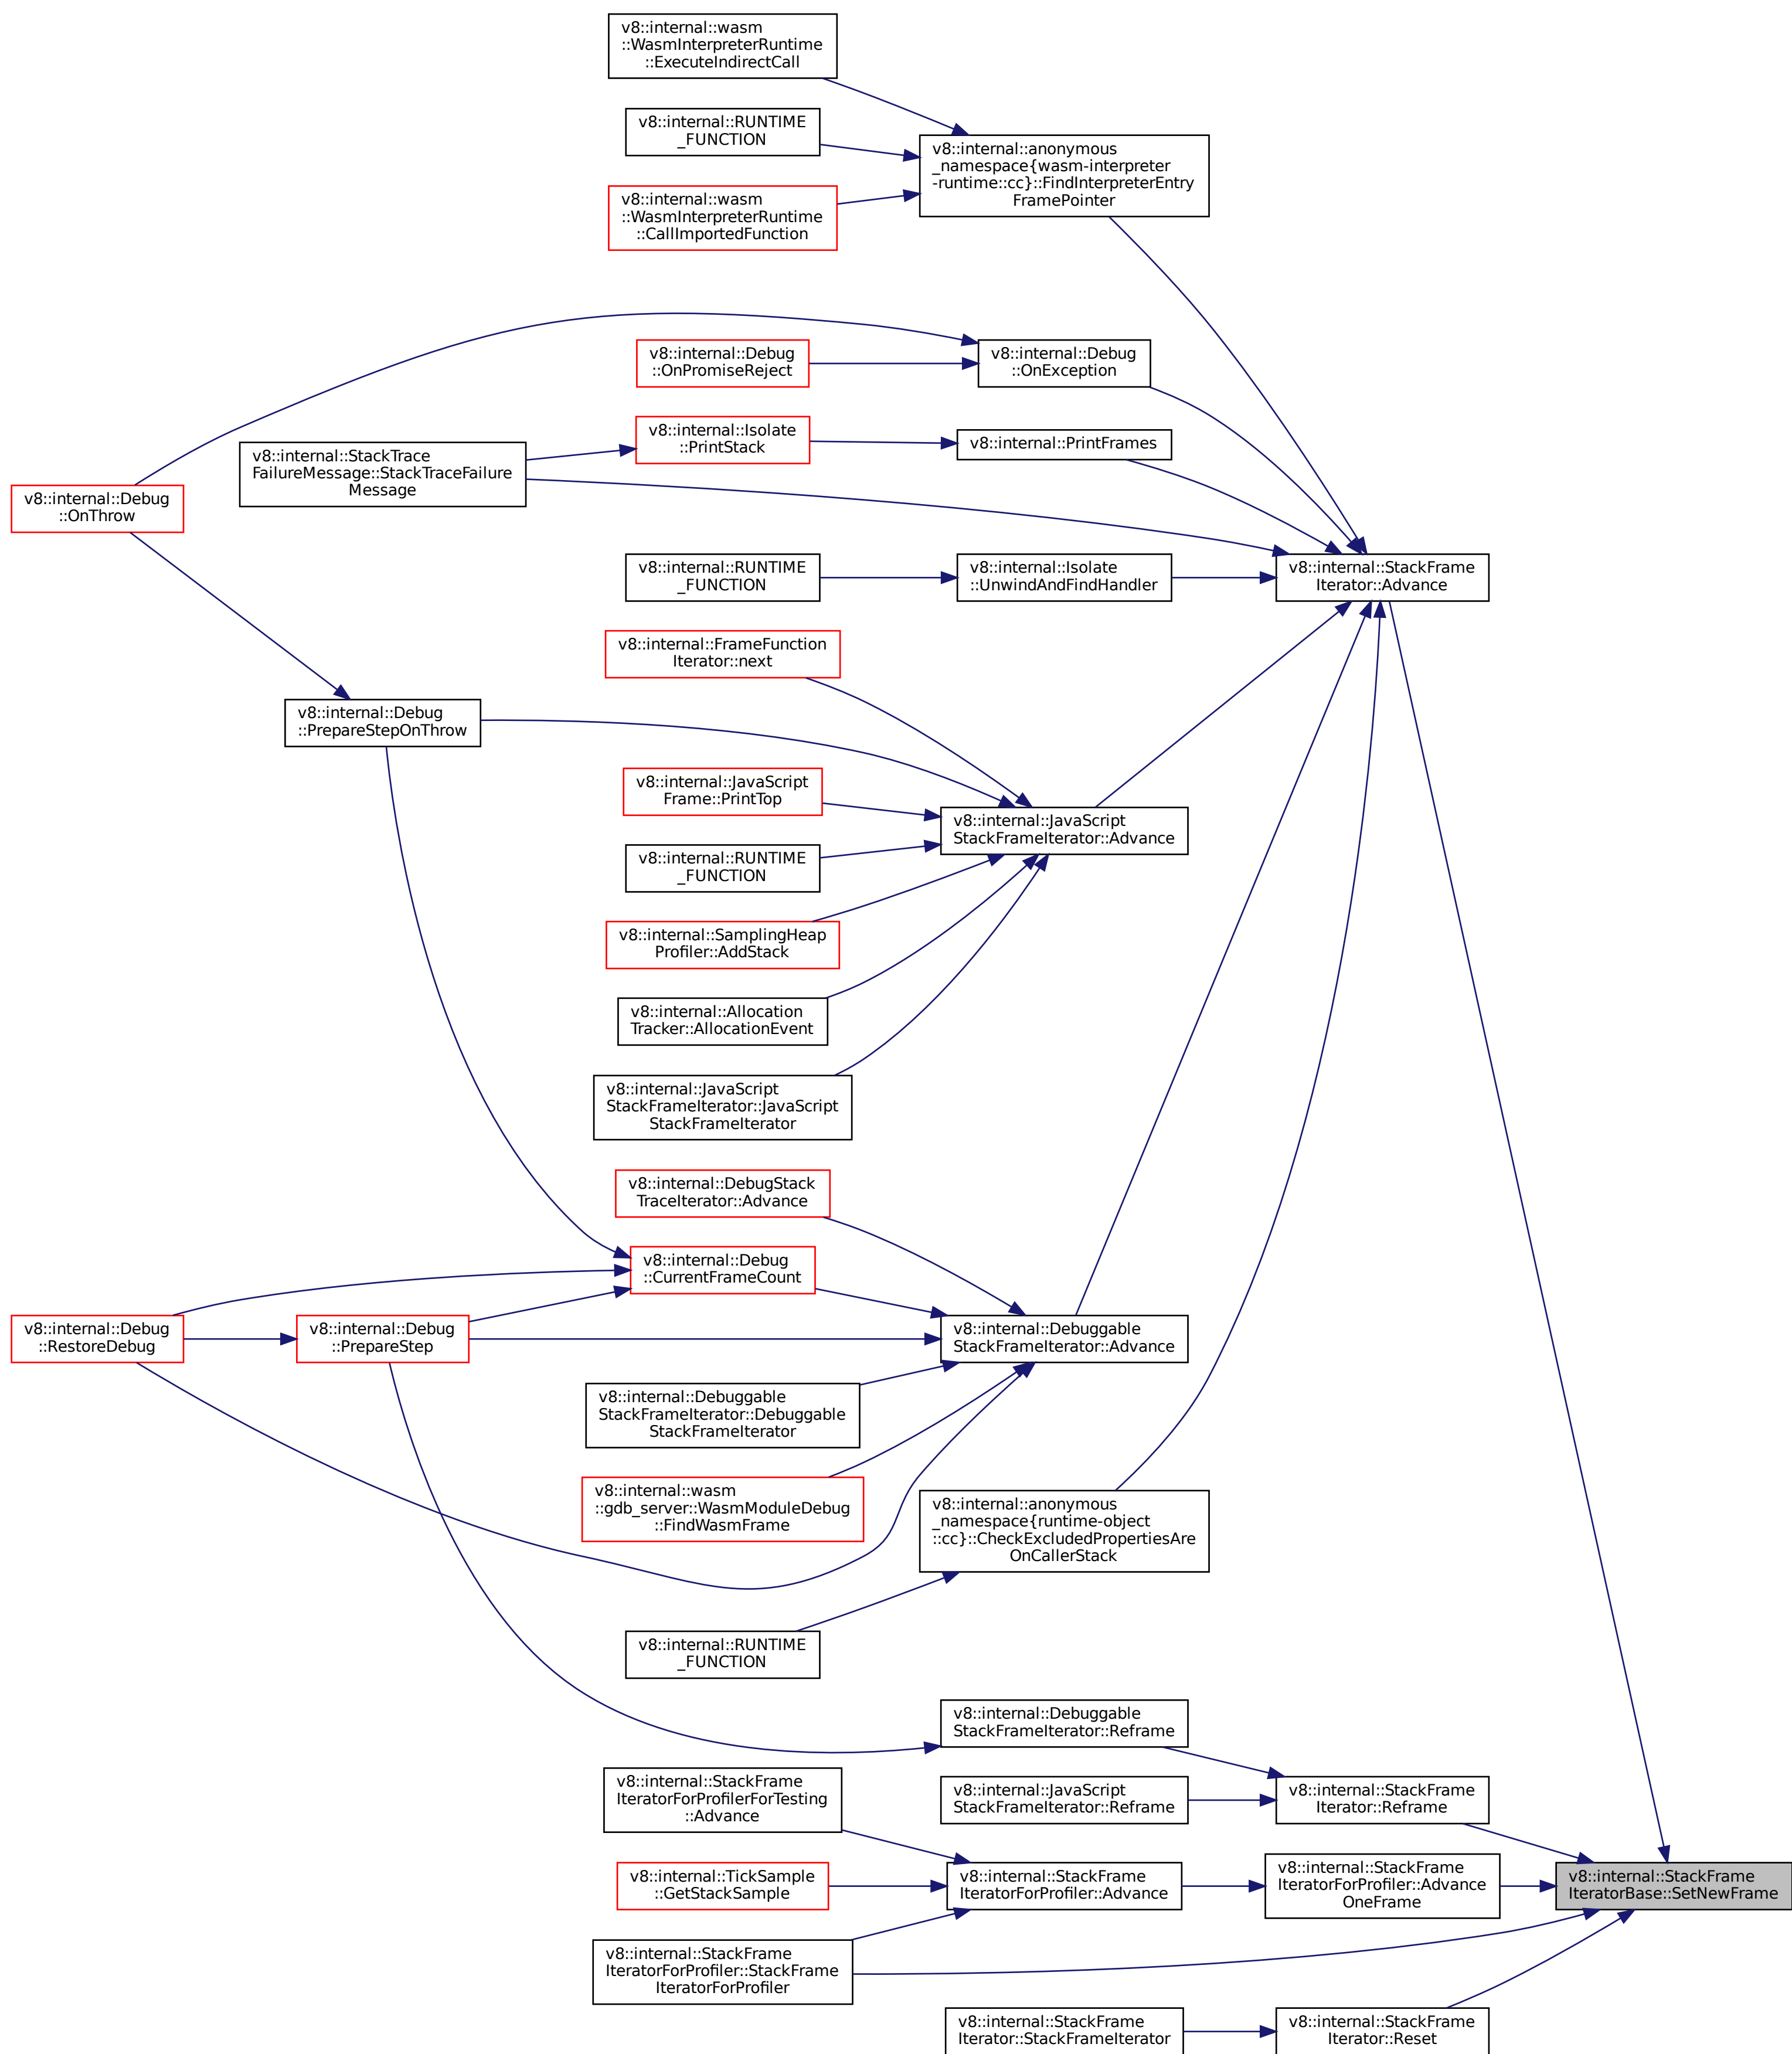 v8::internal::wasm
::WasmInterpreterRuntime
::ExecuteIndirectCall
v8::internal::RUNTIME
_FUNCTION
v8::internal::anonymous
_namespace{wasm-interpreter
-runtime::cc}::FindInterpreterEntry
FramePointer
v8::internal::wasm
::WasmInterpreterRuntime
::CallImportedFunction
v8::internal::Debug
::OnPromiseReject
v8::internal::Debug
::OnException
v8::internal::Isolate
::PrintStack
v8::internal::PrintFrames
v8::internal::StackTrace
FailureMessage::StackTraceFailure
Message
v8::internal::Debug
::OnThrow
v8::internal::RUNTIME
_FUNCTION
v8::internal::Isolate
::UnwindAndFindHandler
v8::internal::StackFrame
Iterator::Advance
v8::internal::FrameFunction
Iterator::next
v8::internal::Debug
::PrepareStepOnThrow
v8::internal::JavaScript
Frame::PrintTop
v8::internal::JavaScript
StackFrameIterator::Advance
v8::internal::RUNTIME
_FUNCTION
v8::internal::SamplingHeap
Profiler::AddStack
v8::internal::Allocation
Tracker::AllocationEvent
v8::internal::JavaScript
StackFrameIterator::JavaScript
StackFrameIterator
v8::internal::DebugStack
TraceIterator::Advance
v8::internal::Debug
::CurrentFrameCount
v8::internal::Debug
::RestoreDebug
v8::internal::Debug
::PrepareStep
v8::internal::Debuggable
StackFrameIterator::Advance
v8::internal::Debuggable
StackFrameIterator::Debuggable
StackFrameIterator
v8::internal::wasm
::gdb_server::WasmModuleDebug
::FindWasmFrame
v8::internal::anonymous
_namespace{runtime-object
::cc}::CheckExcludedPropertiesAre
OnCallerStack
v8::internal::RUNTIME
_FUNCTION
v8::internal::Debuggable
StackFrameIterator::Reframe
v8::internal::StackFrame
IteratorForProfilerForTesting
::Advance
v8::internal::JavaScript
StackFrameIterator::Reframe
v8::internal::StackFrame
Iterator::Reframe
v8::internal::TickSample
::GetStackSample
v8::internal::StackFrame
IteratorForProfiler::Advance
v8::internal::StackFrame
IteratorForProfiler::Advance
OneFrame
v8::internal::StackFrame
IteratorBase::SetNewFrame
v8::internal::StackFrame
IteratorForProfiler::StackFrame
IteratorForProfiler
v8::internal::StackFrame
Iterator::StackFrameIterator
v8::internal::StackFrame
Iterator::Reset